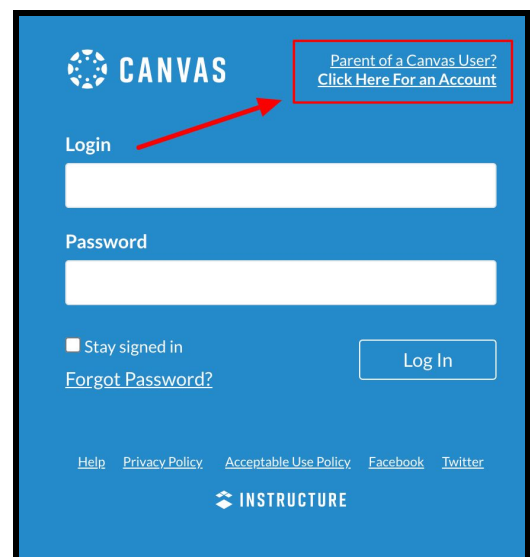 CANVAS
Parent of a Canvas User?
Click Here For an Account
Login
Password
Stay signed in
Forgot Password?
Log In
Help Privacy Policy Acceptable Use Policy Facebook Twitter
INSTRUCTURE